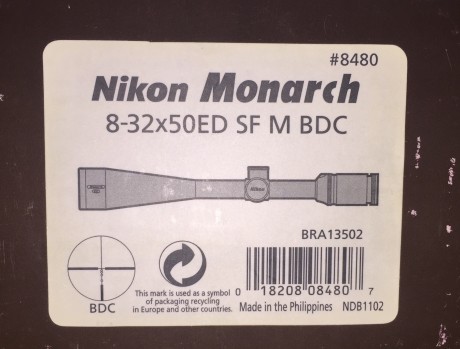 #8480
Nikon Monarch
8-32x50ED SF M BDC
Nikon
BRA13502
BDC
This mark is used as a symbol
of packaging recycling
in Europe and other countries.
0 18208 08480 7
Made in the Philippines NDB1102